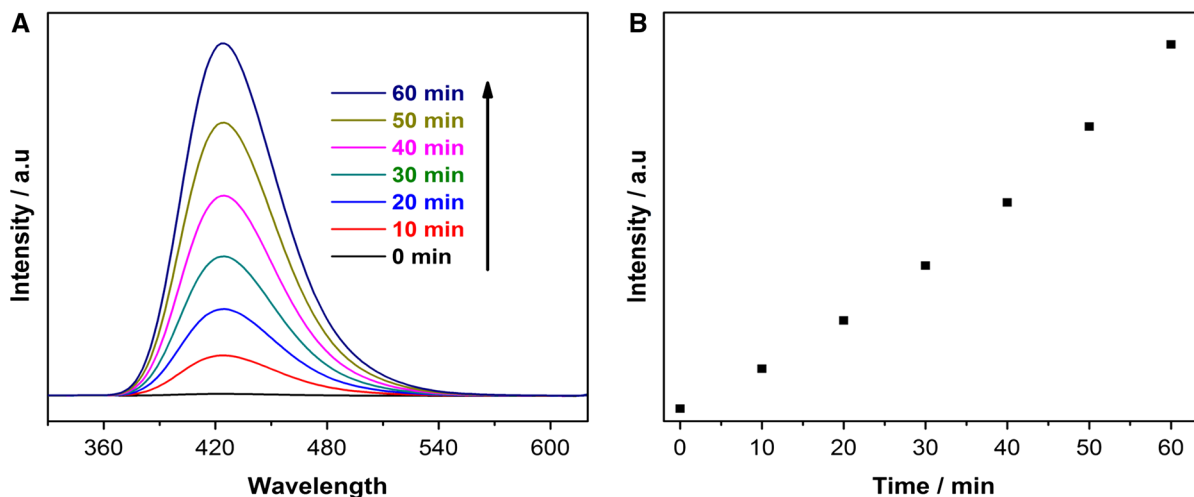 A
60 min
50 min
40 min
30 min
20 min
10 min
0 min
Intensity / a.u
360 420 480 540 600
Wavelength
B
Intensity / a.u
0 10 20 30 40 50 60
Time / min